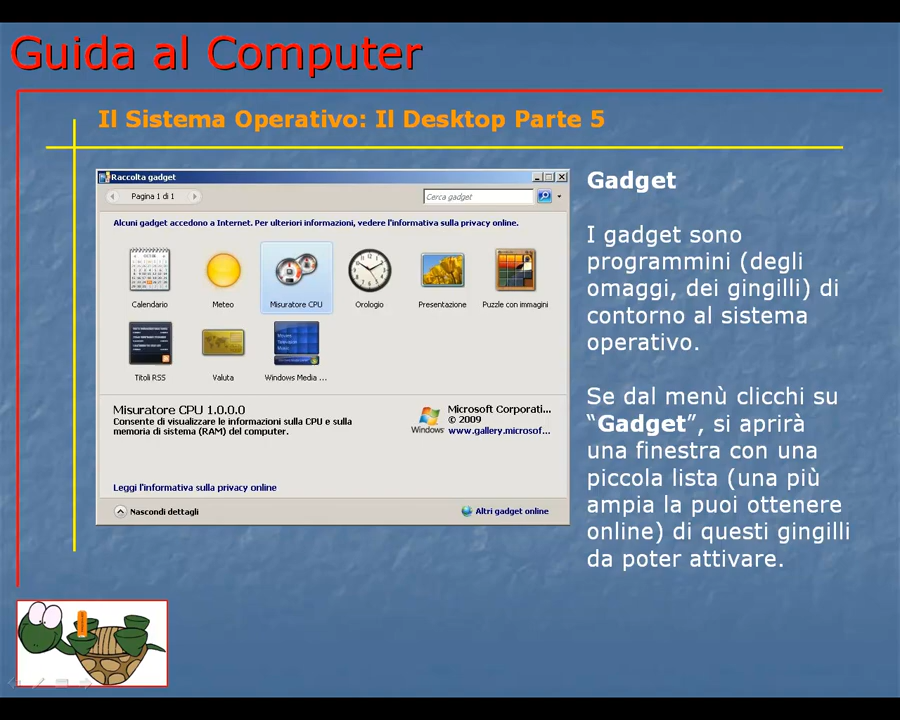 Guida al Computer
Il Sistema Operativo: Il Desktop Parte 5
Raccolta gadget
Pagina 1 di 1
Cerca gadget
Alcuni gadget accedono a Internet. Per ulteriori informazioni, vedere l'informativa sulla privacy online.
Calendario
Meteo
Misuratore CPU
Orologio
Presentazione
Puzzle con immagini
Titoli RSS
Valuta
Windows Media ...
Misuratore CPU 1.0.0.0
Consente di visualizzare le informazioni sulla CPU e sulla
memoria di sistema (RAM) del computer.
Windows
Microsoft Corporati...
© 2009
www.gallery.microsof...
Leggi l'informativa sulla privacy online
Nascondi dettagli
Altri gadget online
Gadget
I gadget sono
programmini (degli
omaggi, dei gingilli) di
contorno al sistema
operativo.
Se dal menù clicchi su
“Gadget”, si aprirà
una finestra con una
piccola lista (una più
ampia la puoi ottenere
online) di questi gingilli
da poter attivare.